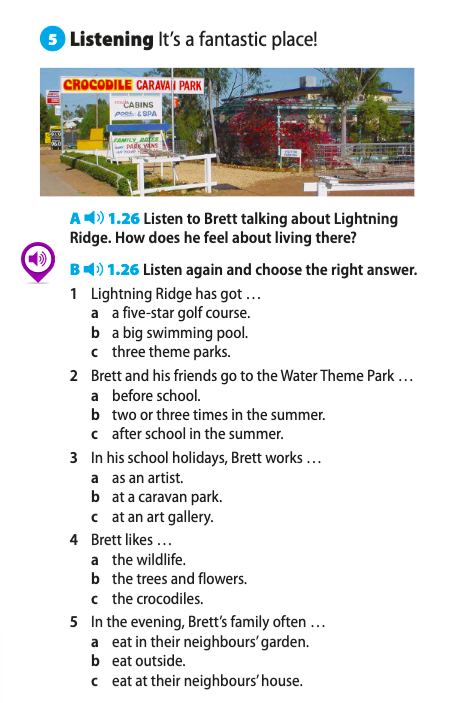 5 Listening It's a fantastic place!
CROCODILE CARAVAN PARK
CABINS
POOL & SPA
FAMILY RATES
PARK VANS
A 1.26 Listen to Brett talking about Lightning
Ridge. How does he feel about living there?
B 1.26 Listen again and choose the right answer.
1 Lightning Ridge has got …
a a five-star golf course.
b a big swimming pool.
c three theme parks.
2 Brett and his friends go to the Water Theme Park …
a before school.
b two or three times in the summer.
c after school in the summer.
3 In his school holidays, Brett works …
a as an artist.
b at a caravan park.
c at an art gallery.
4 Brett likes …
a the wildlife.
b the trees and flowers.
c the crocodiles.
5 In the evening, Brett's family often …
a eat in their neighbours' garden.
b eat outside.
c eat at their neighbours' house.